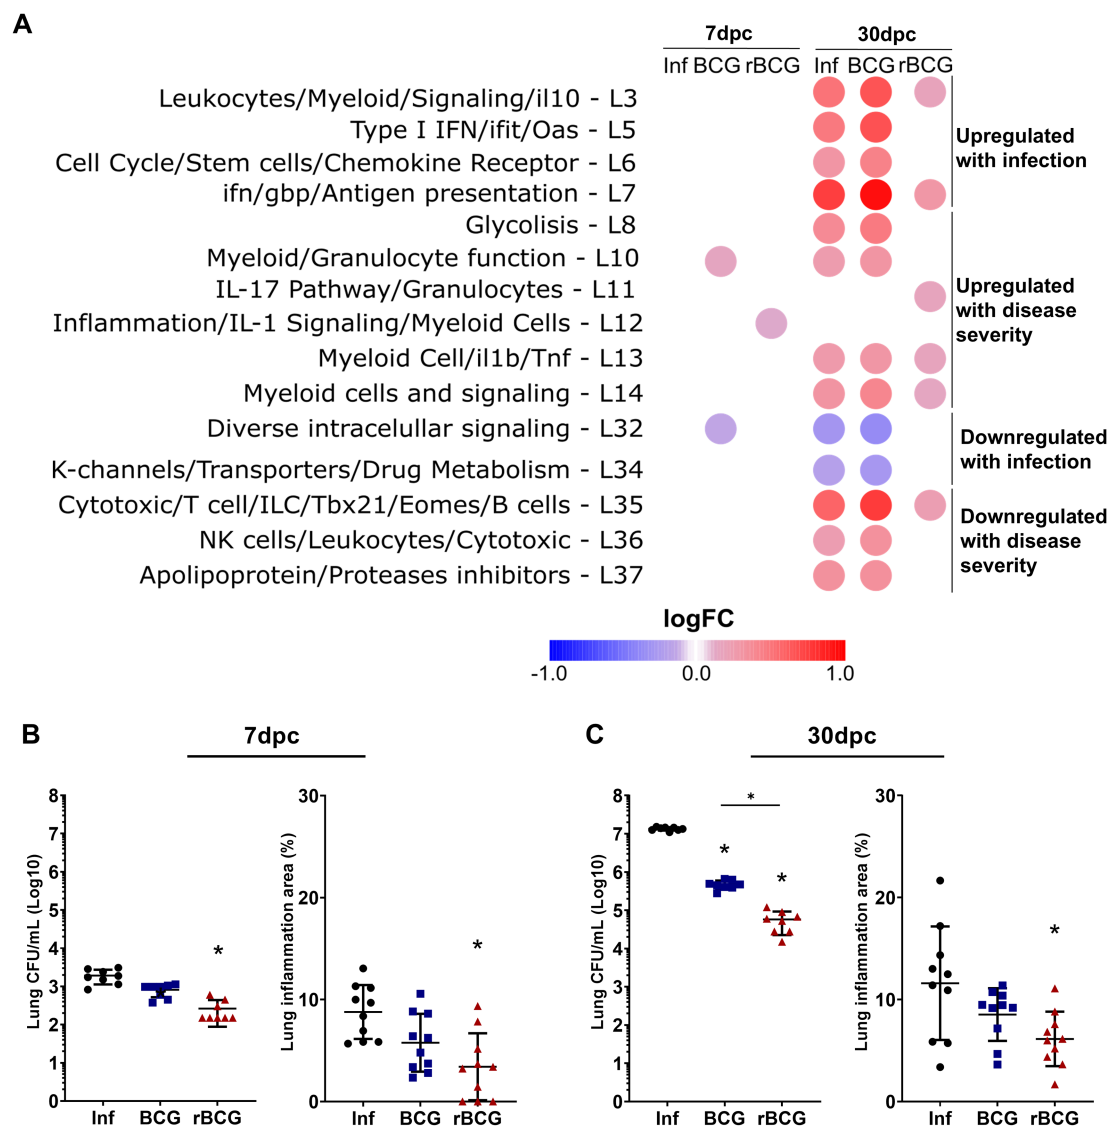 A
7dpc 30dpc
Inf BCG rBCG Inf BCG rBCG
Leukocytes/Myeloid/Signaling/il10 - L3
Type I IFN/ifit/Oas - L5
Cell Cycle/Stem cells/Chemokine Receptor - L6
ifn/gbp/Antigen presentation - L7
Upregulated
with infection
Glycolisis - L8
Myeloid/Granulocyte function - L10
IL-17 Pathway/Granulocytes - L11
Inflammation/IL-1 Signaling/Myeloid Cells - L12
Myeloid Cell/il1b/Tnf - L13
Myeloid cells and signaling - L14
Upregulated
with disease
severity
Diverse intracelullar signaling - L32
K-channels/Transporters/Drug Metabolism - L34
Downregulated
with infection
Cytotoxic/T cell/ILC/Tbx21/Eomes/B cells - L35
NK cells/Leukocytes/Cytotoxic - L36
Apolipoprotein/Proteases inhibitors - L37
Downregulated
with disease
severity
logFC
-1.0 0.0 1.0
B
7dpc
Lung CFU/mL (Log10)
8
7
6
5
4
3
2
1
0
*
Inf BCG rBCG
Lung inflammation area (%)
30
20
10
0
*
Inf BCG rBCG
C
30dpc
Lung CFU/mL (Log10)
8
7
6
5
4
3
2
1
0
*
*
*
Inf BCG rBCG
Lung inflammation area (%)
30
20
10
0
*
Inf BCG rBCG